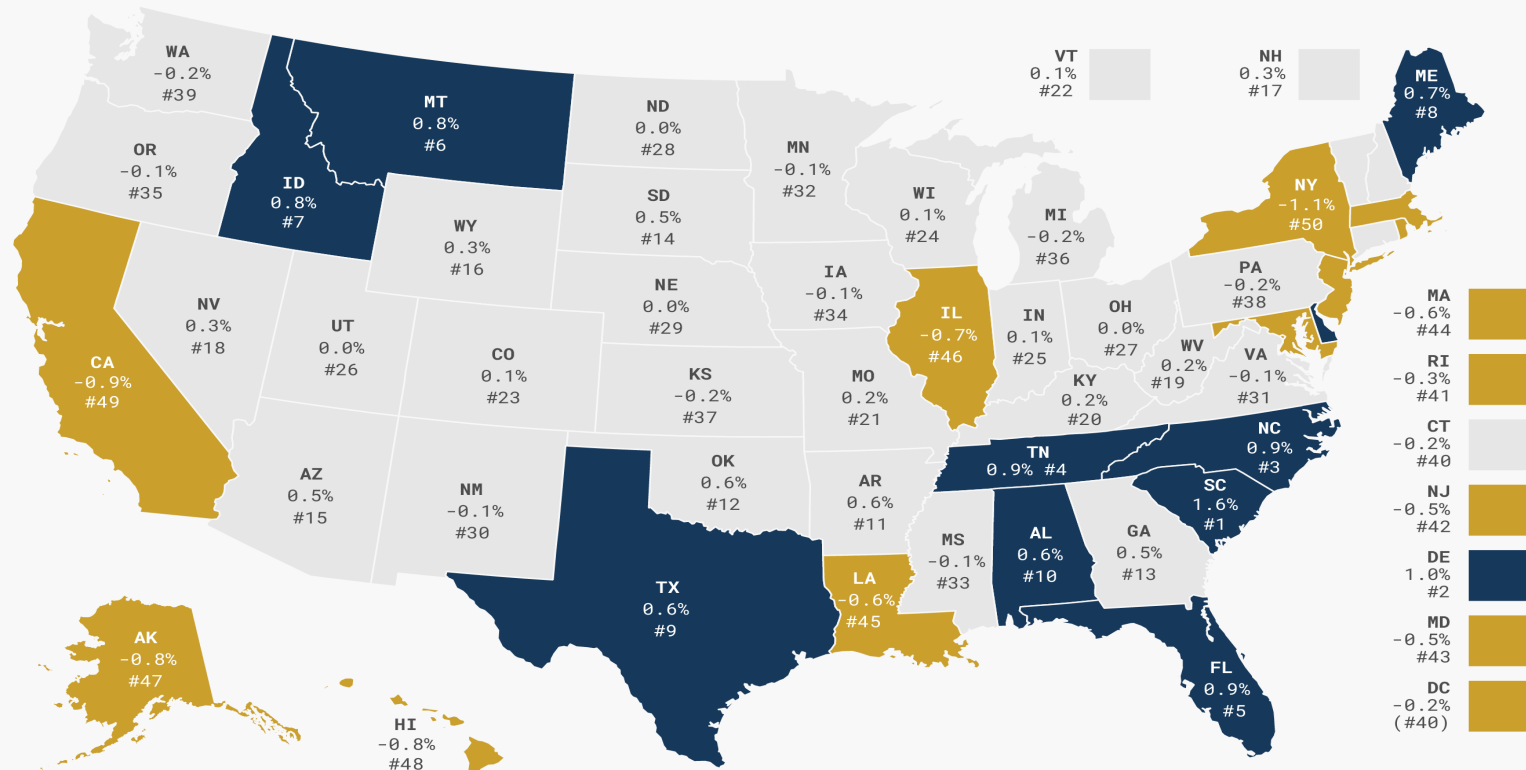 WA
-0.2%
#39
OR
-0.1%
#35
CA
-0.9%
#49
ID
0.8%
#7
MT
0.8%
#6
WY
0.3%
#16
NV
0.3%
#18
UT
0.0%
#26
CO
0.1%
#23
AZ
0.5%
#15
NM
-0.1%
#30
ND
0.0%
#28
SD
0.5%
#14
NE
0.0%
#29
KS
-0.2%
#37
OK
0.6%
#12
TX
0.6%
#9
MN
-0.1%
#32
IA
-0.1%
#34
MO
0.2%
#21
AR
0.6%
#11
LA
-0.6%
#45
WI
0.1%
#24
IL
-0.7%
#46
MI
-0.2%
#36
IN
0.1%
#25
OH
0.0%
#27
KY
0.2%
#20
TN
0.9% #4
MS
-0.1%
#33
AL
0.6%
#10
GA
0.5%
#13
FL
0.9%
#5
SC
1.6%
#1
NC
0.9%
#3
VA
-0.1%
#31
WV
0.2%
#19
PA
-0.2%
#38
NY
-1.1%
#50
VT
0.1%
#22
NH
0.3%
#17
ME
0.7%
#8
MA
-0.6%
#44
RI
-0.3%
#41
CT
-0.2%
#40
NJ
-0.5%
#42
DE
1.0%
#2
MD
-0.5%
#43
DC
-0.2%
(#40)
AK
-0.8%
#47
HI
-0.8%
#48